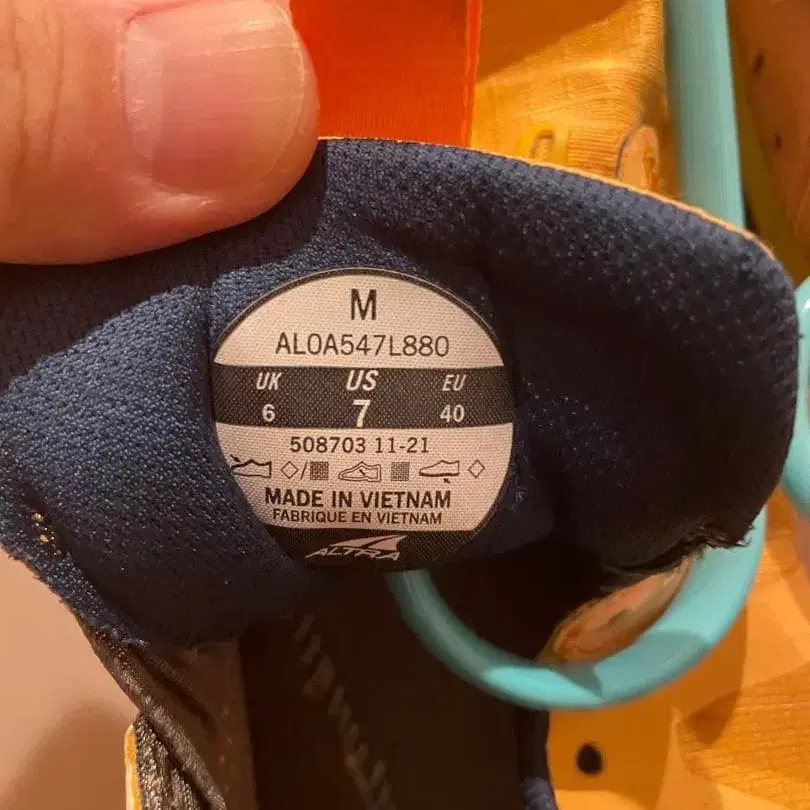 M
AL0A547L880
UK US EU
6 7 40
508703 11-21
MADE IN VIETNAM
FABRIQUE EN VIETNAM
ALTRA